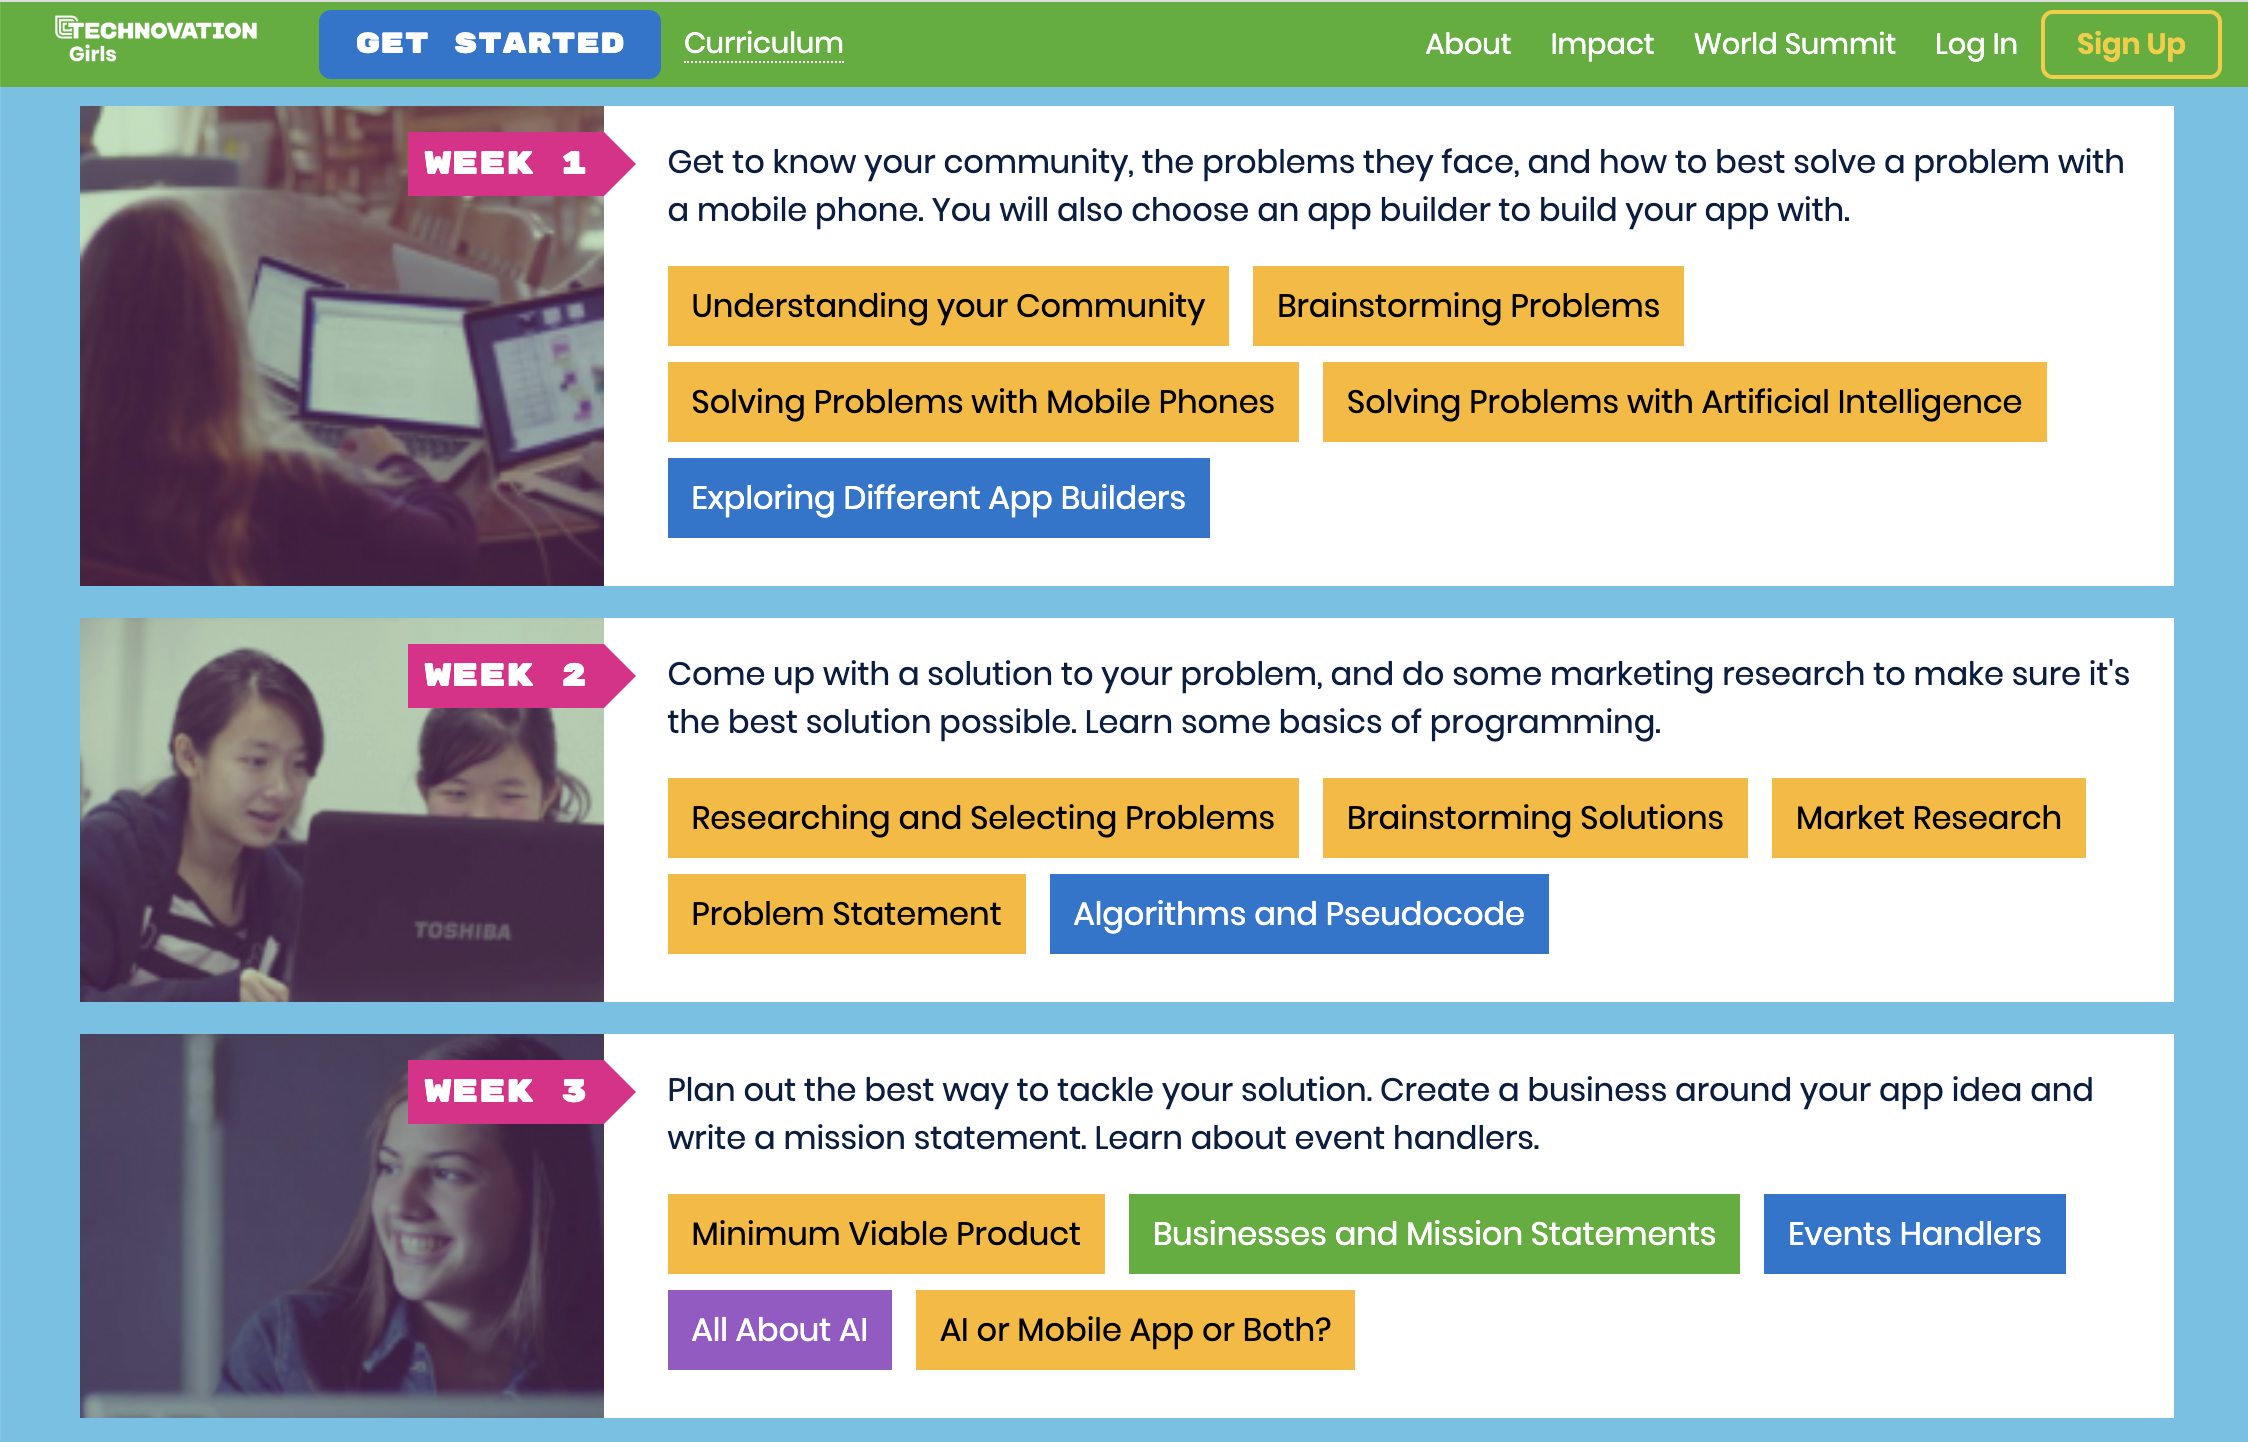 TECHNOVATION
Girls
GET STARTED
Curriculum
About
Impact
World Summit
Log In
Sign Up
WEEK 1
Get to know your community, the problems they face, and how to best solve a problem with
a mobile phone. You will also choose an app builder to build your app with.
Understanding your Community
Brainstorming Problems
Solving Problems with Mobile Phones
Solving Problems with Artificial Intelligence
Exploring Different App Builders
WEEK 2
Come up with a solution to your problem, and do some marketing research to make sure it's
the best solution possible. Learn some basics of programming.
Researching and Selecting Problems
Brainstorming Solutions
Market Research
Problem Statement
Algorithms and Pseudocode
TOSHIBA
WEEK 3
Plan out the best way to tackle your solution. Create a business around your app idea and
write a mission statement. Learn about event handlers.
Minimum Viable Product
Businesses and Mission Statements
Events Handlers
All About AI
AI or Mobile App or Both?